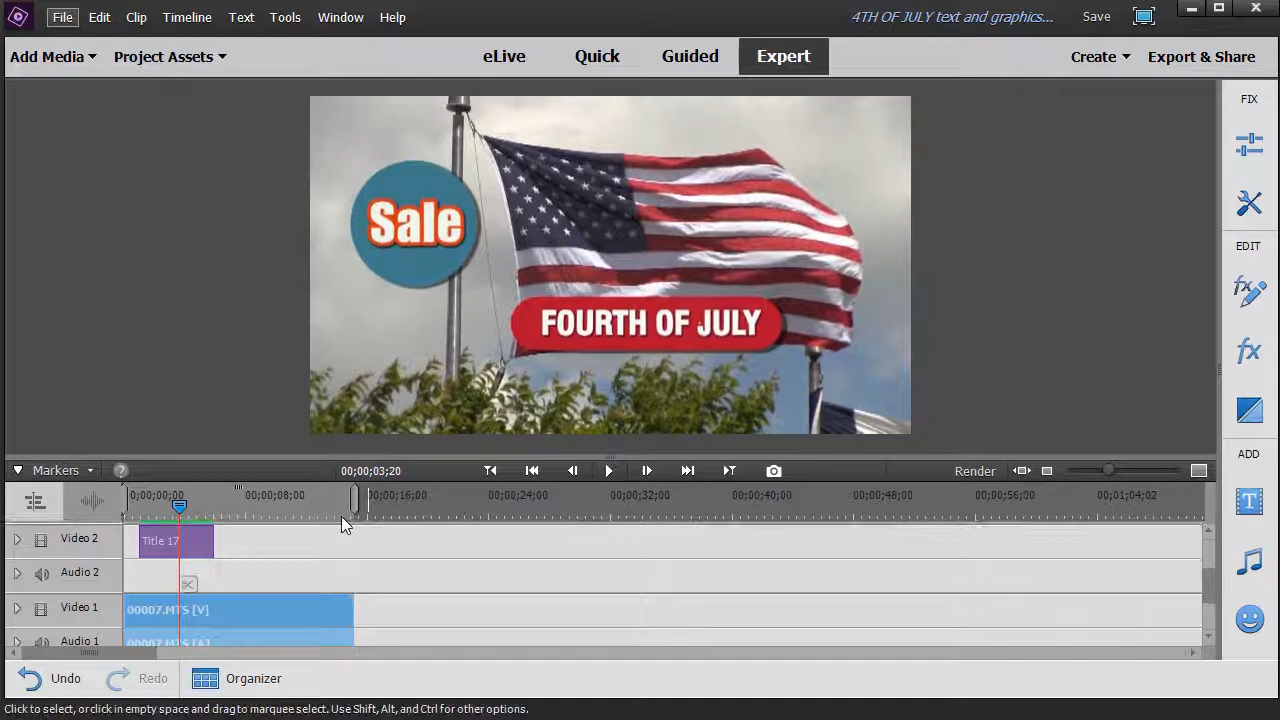 File Edit Clip Timeline Text Tools Window Help
4TH OF JULY text and graphics... Save
Add Media Project Assets eLive Quick Guided Expert Create Export & Share
FIX
Sale
FOURTH OF JULY
EDIT
fx
fx
ADD
T
Markers ? 00;00;03;20 Render
0;00;00;00 00;00;08;00 00;00;16;00 00;00;24;00 00;00;32;00 00;00;40;00 00;00;48;00 00;00;56;00 00;01;04;02
Video 2 Title 17
Audio 2
Video 1 00007.MTS [V]
Audio 1 00007.MTS [A]
Undo Redo Organizer
Click to select, or click in empty space and drag to marquee select. Use Shift, Alt, and Ctrl for other options.